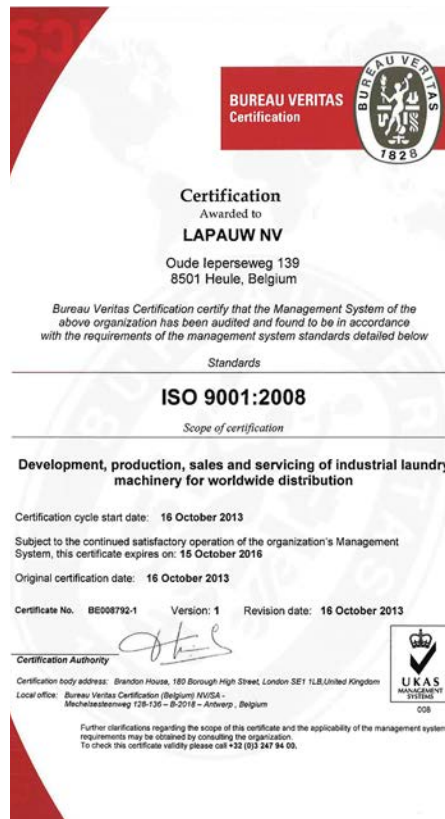 BUREAU VERITAS
Certification
BUREAU VERITAS
1828
Certification
Awarded to
LAPAUW NV
Oude Ieperseweg 139
8501 Heule, Belgium
Bureau Veritas Certification certify that the Management System of the
above organization has been audited and found to be in accordance
with the requirements of the management system standards detailed below
Standards
ISO 9001:2008
Scope of certification
Development, production, sales and servicing of industrial laundry
machinery for worldwide distribution
Certification cycle start date: 16 October 2013
Subject to the continued satisfactory operation of the organization's Management
System, this certificate expires on: 15 October 2016
Original certification date: 16 October 2013
Certificate No. BE008792-1 Version: 1 Revision date: 16 October 2013
Certification Authority
Certification body address: Brandon House, 180 Borough High Street, London SE1 1LB,United Kingdom
Local office: Bureau Veritas Certification (Belgium) NV/SA -
Mechelsesteenweg 128-136 – B-2018 – Antwerp , Belgium
UKAS
MANAGEMENT
SYSTEMS
008
Further clarifications regarding the scope of this certificate and the applicability of the management system
requirements may be obtained by consulting the organization.
To check this certificate validity please call +32 (0)3 247 94 00.